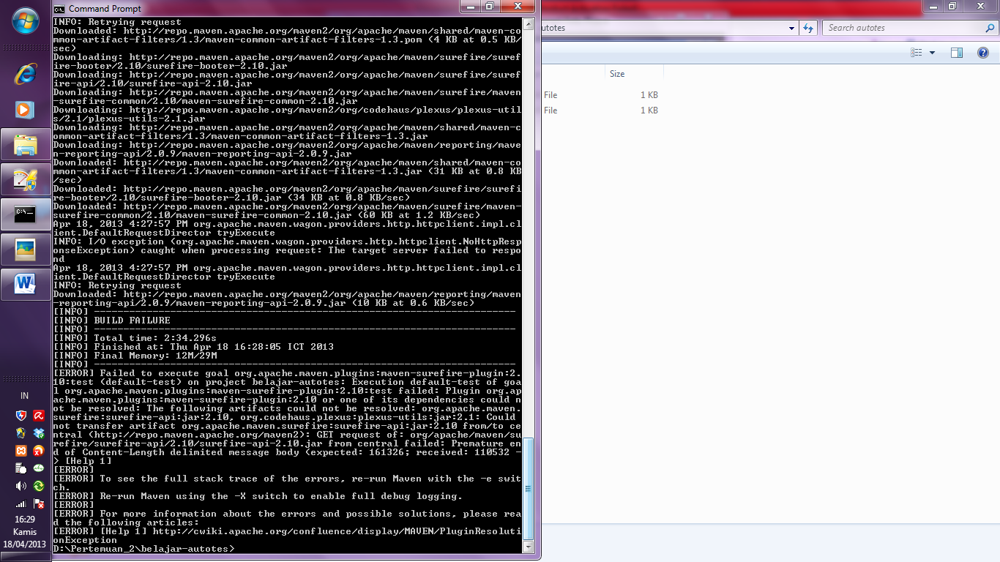 Command Prompt
INFO: Retrying request
Downloaded: http://repo.maven.apache.org/maven2/org/apache/maven/shared/maven-co
mmon-artifact-filters/1.3/maven-common-artifact-filters-1.3.pom (4 KB at 0.5 KB/
sec)
Downloading: http://repo.maven.apache.org/maven2/org/apache/maven/surefire/suref
ire-booter/2.10/surefire-booter-2.10.jar
Downloading: http://repo.maven.apache.org/maven2/org/apache/maven/surefire/suref
ire-api/2.10/surefire-api-2.10.jar
Downloading: http://repo.maven.apache.org/maven2/org/apache/maven/surefire/maven
-surefire-common/2.10/maven-surefire-common-2.10.jar
Downloading: http://repo.maven.apache.org/maven2/org/codehaus/plexus/plexus-util
s/2.1/plexus-utils-2.1.jar
Downloading: http://repo.maven.apache.org/maven2/org/apache/maven/shared/maven-c
ommon-artifact-filters/1.3/maven-common-artifact-filters-1.3.jar
Downloading: http://repo.maven.apache.org/maven2/org/apache/maven/reporting/mave
n-reporting-api/2.0.9/maven-reporting-api-2.0.9.jar
Downloaded: http://repo.maven.apache.org/maven2/org/apache/maven/shared/maven-co
mmon-artifact-filters/1.3/maven-common-artifact-filters-1.3.jar (31 KB at 0.8 KB
/sec)
Downloaded: http://repo.maven.apache.org/maven2/org/apache/maven/surefire/surefi
re-booter/2.10/surefire-booter-2.10.jar (34 KB at 0.8 KB/sec)
Downloaded: http://repo.maven.apache.org/maven2/org/apache/maven/surefire/maven-
surefire-common/2.10/maven-surefire-common-2.10.jar (60 KB at 1.2 KB/sec)
Apr 18, 2013 4:27:57 PM org.apache.maven.wagon.providers.http.httpclient.impl.cl
ient.DefaultRequestDirector tryExecute
INFO: I/O exception (org.apache.maven.wagon.providers.http.httpclient.NoHttpResp
onseException) caught when processing request: The target server failed to respo
nd
Apr 18, 2013 4:27:57 PM org.apache.maven.wagon.providers.http.httpclient.impl.cl
ient.DefaultRequestDirector tryExecute
INFO: Retrying request
Downloaded: http://repo.maven.apache.org/maven2/org/apache/maven/reporting/maven
-reporting-api/2.0.9/maven-reporting-api-2.0.9.jar (10 KB at 0.6 KB/sec)
[INFO] ------------------------------------------------------------------------
[INFO] BUILD FAILURE
[INFO] ------------------------------------------------------------------------
[INFO] Total time: 2:34.296s
[INFO] Finished at: Thu Apr 18 16:28:05 ICT 2013
[INFO] Final Memory: 12M/29M
[INFO] ------------------------------------------------------------------------
[ERROR] Failed to execute goal org.apache.maven.plugins:maven-surefire-plugin:2.
10:test (default-test) on project belajar-autotes: Execution default-test of goa
l org.apache.maven.plugins:maven-surefire-plugin:2.10:test failed: Plugin org.ap
ache.maven.plugins:maven-surefire-plugin:2.10 or one of its dependencies could n
ot be resolved: The following artifacts could not be resolved: org.apache.maven.
surefire:surefire-api:jar:2.10, org.codehaus.plexus:plexus-utils:jar:2.1: Could
not transfer artifact org.apache.maven.surefire:surefire-api:jar:2.10 from/to ce
ntral (http://repo.maven.apache.org/maven2): GET request of: org/apache/maven/su
refire/surefire-api/2.10/surefire-api-2.10.jar from central failed: Premature en
d of Content-Length delimited message body (expected: 161326; received: 110532 -
> [Help 1]
[ERROR]
[ERROR] To see the full stack trace of the errors, re-run Maven with the -e swit
ch.
[ERROR] Re-run Maven using the -X switch to enable full debug logging.
[ERROR]
[ERROR] For more information about the errors and possible solutions, please rea
d the following articles:
[ERROR] [Help 1] http://cwiki.apache.org/confluence/display/MAVEN/PluginResoluti
onException
D:\Pertemuan_2\belajar-autotes>
autotes
Search autotes
Size
File 1 KB
File 1 KB
IN
16:29
Kamis
18/04/2013